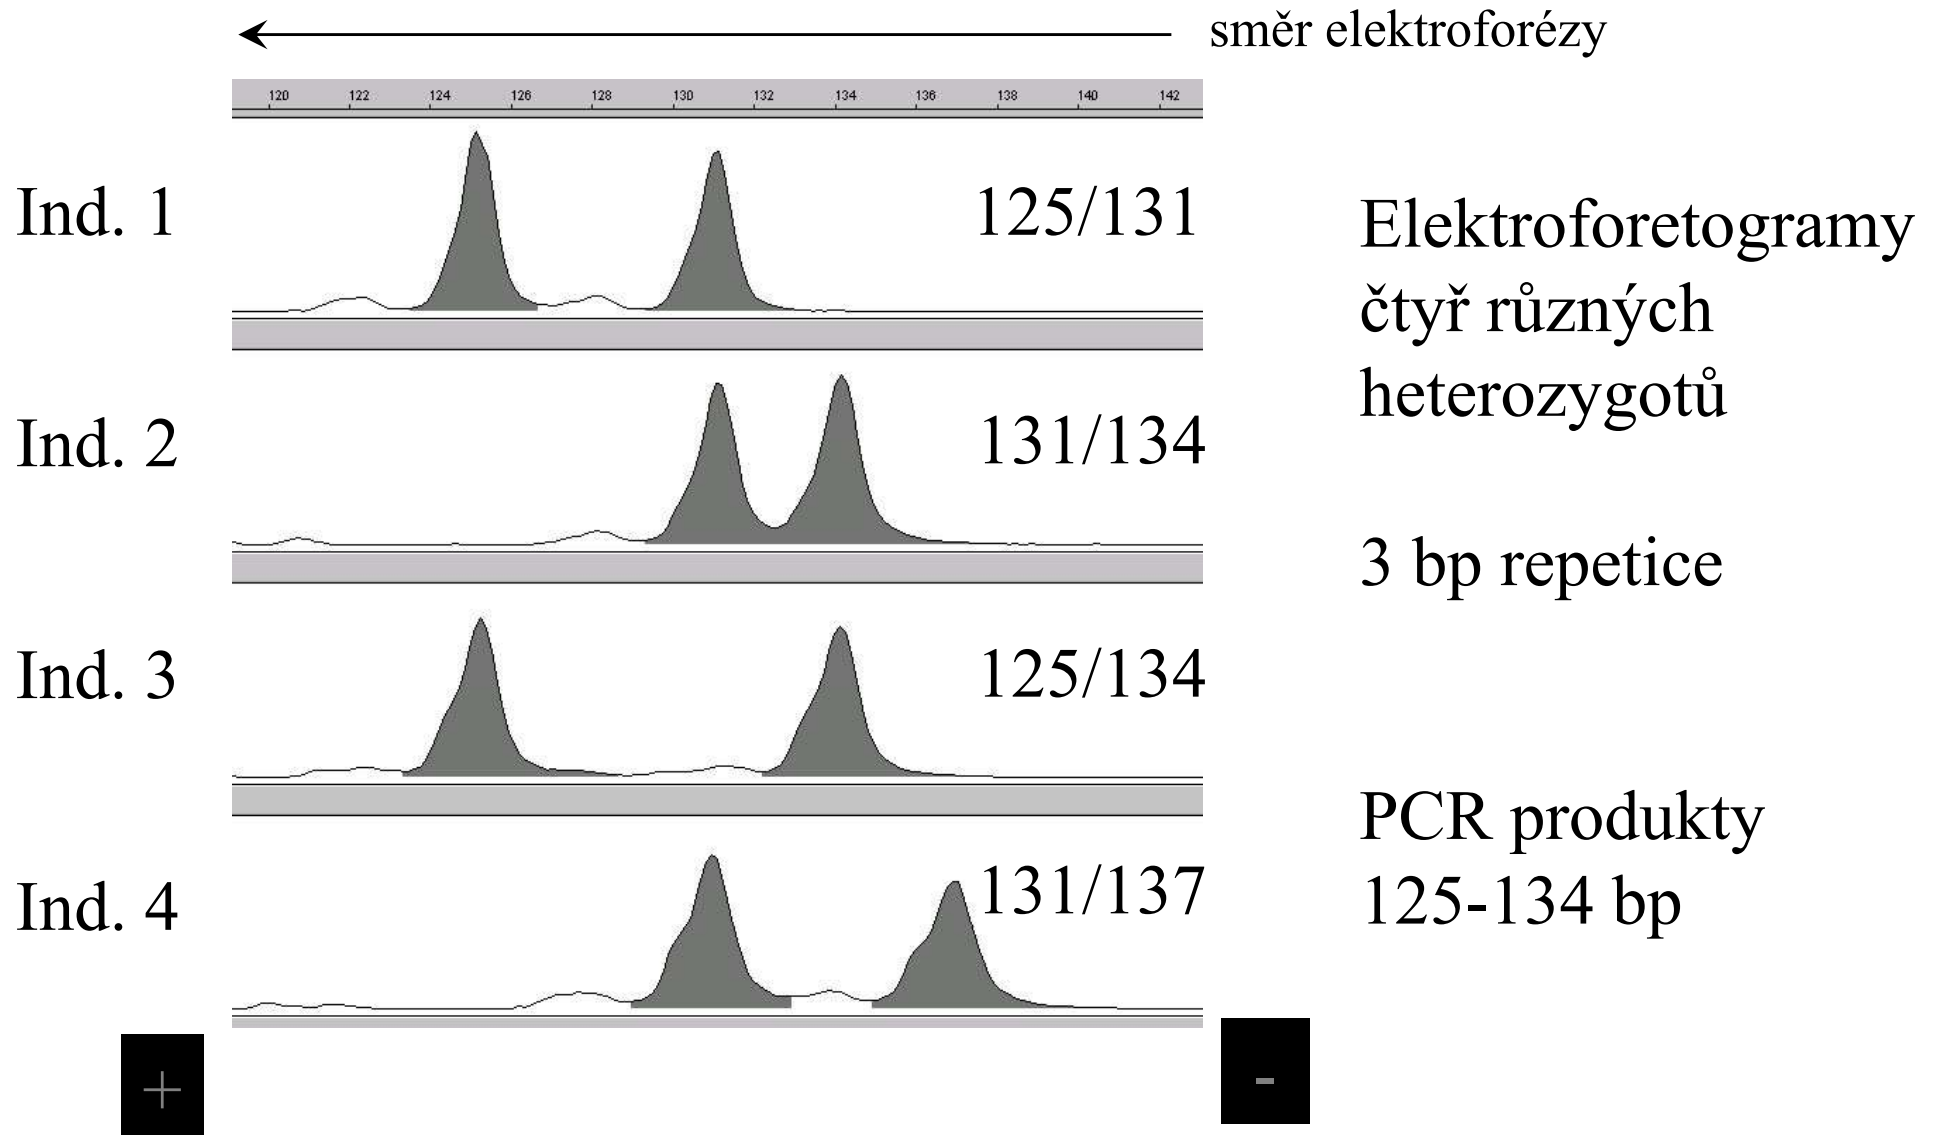 směr elektroforézy
120 122 124 126 128 130 132 134 136 138 140 142
Ind. 1
125/131
Ind. 2
131/134
Ind. 3
125/134
Ind. 4
131/137
Elektroforetogramy
čtyř různých
heterozygotů
3 bp repetice
PCR produkty
125-134 bp
+
-